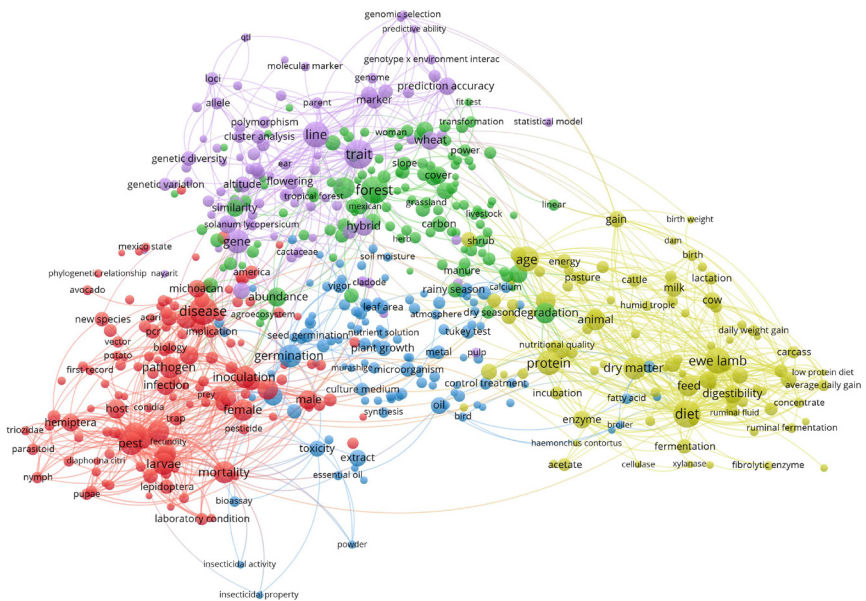 genomic selection
predictive ability
qtl
genotype x environment interac
molecular marker
loci
genome
prediction accuracy
marker
allele
parent
fit test
statistical model
polymorphism
woman
transformation
line
cluster analysis
wheat
power
genetic diversity
ear
trait
slope
genetic variation
altitude
flowering
cover
forest
tropical forest
grassland
similarity
mexican
livestock
linear
solanum lycopersicum
hybrid
carbon
gain
birth weight
gene
herb
shrub
dam
mexico state
cactaceae
soil moisture
age
energy
birth
phylogenetic relationship
nayarit
america
cladode
manure
pasture
cattle
lactation
avocado
michoacan
vigor
rainy season
calcium
milk
abundance
leaf area
humid tropic
cow
new species
disease
agroecosystem
atmosphere
dry season
degradation
acari
implication
seed germination
nutrient solution
tukey test
animal
daily weight gain
pcr
vector
biology
plant growth
metal
pulp
nutritional quality
carcass
potato
germination
protein
ewe lamb
first record
pathogen
murashige
microorganism
dry matter
low protein diet
infection
inoculation
culture medium
control treatment
feed
digestibility
average daily gain
prey
incubation
fatty acid
host
conidia
female
male
synthesis
oil
concentrate
hemiptera
trap
bird
enzyme
broiler
diet
ruminal fluid
triozidae
pesticide
ruminal fermentation
pest
fecundity
haemonchus contortus
parasitoid
toxicity
fermentation
diaphorina citri
larvae
extract
acetate
cellulase
xylanase
fibrolytic enzyme
nymph
mortality
essential oil
pupae
lepidoptera
bioassay
laboratory condition
powder
insecticidal activity
insecticidal property